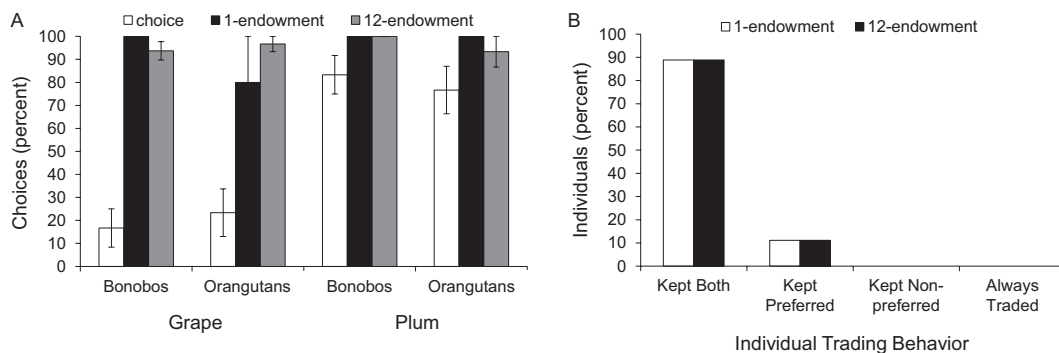 A
choice 1-endowment 12-endowment
Choices (percent)
100
90
80
70
60
50
40
30
20
10
0
Bonobos Orangutans Bonobos Orangutans
Grape Plum
B
1-endowment 12-endowment
Individuals (percent)
100
90
80
70
60
50
40
30
20
10
0
Kept Both Kept Kept Non- Always
Preferred preferred Traded
Individual Trading Behavior